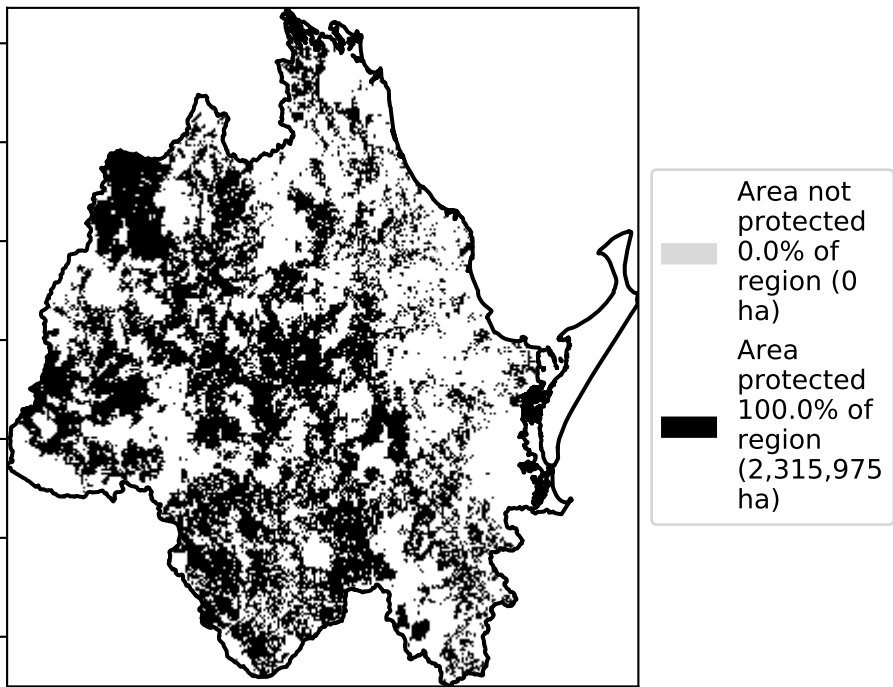 Area not
protected
0.0% of
region (0
ha)
Area
protected
100.0% of
region
(2,315,975
ha)